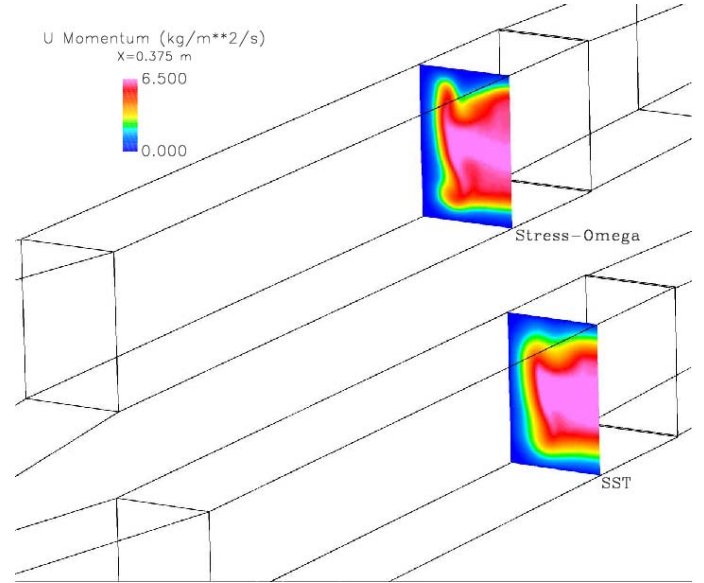 U Momentum (kg/m**2/s)
X=0.375 m
6.500
0.000
Stress-Omega
SST